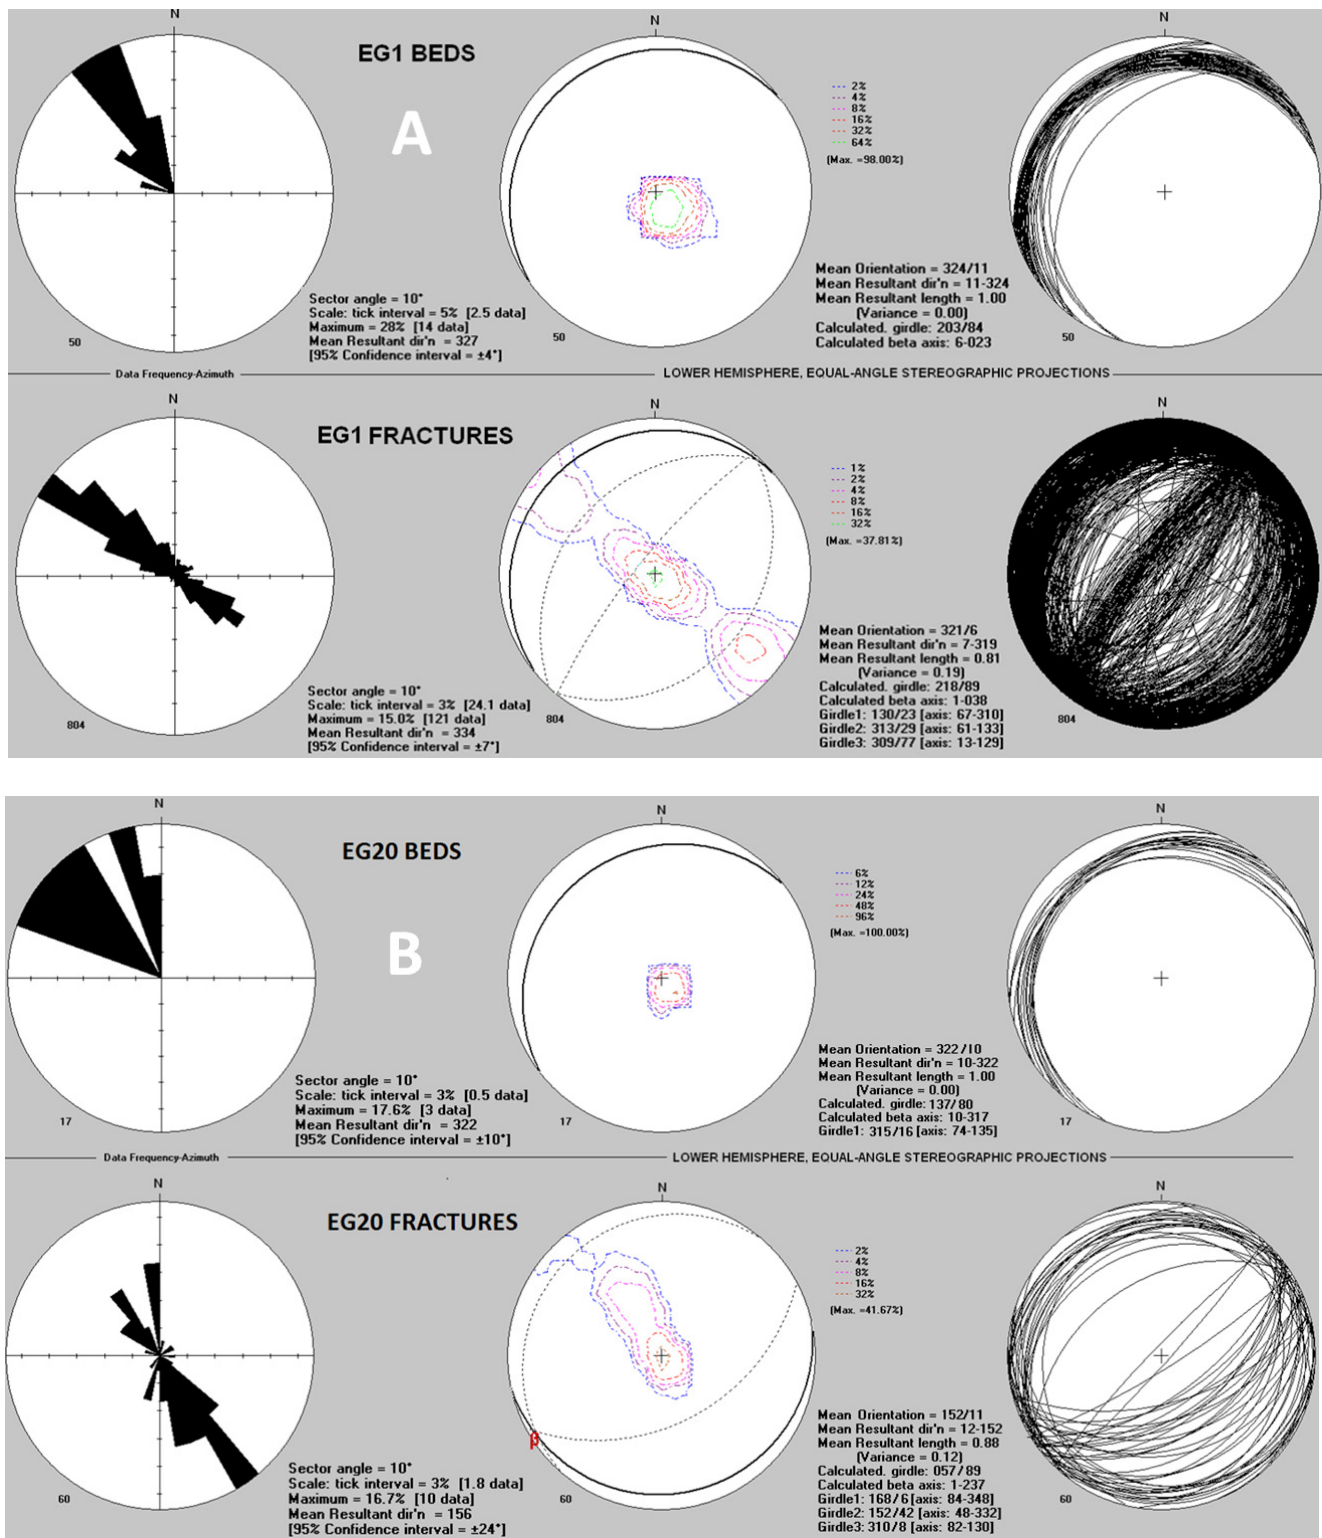 N
N
N
EG1 BEDS
A
2%
4%
8%
16%
32%
64%
(Max. =98.00%)
Sector angle = 10°
Scale: tick interval = 5% [2.5 data]
Maximum = 28% [14 data]
Mean Resultant dir'n = 327
[95% Confidence interval = ±4°]
50
50
Mean Orientation = 324/11
Mean Resultant dir'n = 11-324
Mean Resultant length = 1.00
(Variance = 0.00)
Calculated. girdle: 203/84
Calculated beta axis: 6-023
50
Data Frequency-Azimuth
LOWER HEMISPHERE, EQUAL-ANGLE STEREOGRAPHIC PROJECTIONS
N
N
N
EG1 FRACTURES
1%
2%
4%
8%
16%
32%
(Max. =37.81%)
Sector angle = 10°
Scale: tick interval = 3% [24.1 data]
Maximum = 15.0% [121 data]
Mean Resultant dir'n = 334
[95% Confidence interval = ±7°]
804
804
Mean Orientation = 321/6
Mean Resultant dir'n = 7-319
Mean Resultant length = 0.81
(Variance = 0.19)
Calculated. girdle: 218/89
Calculated beta axis: 1-038
Girdle1: 130/23 [axis: 67-310]
Girdle2: 313/29 [axis: 61-133]
Girdle3: 309/77 [axis: 13-129]
804
N
N
N
EG20 BEDS
B
6%
12%
24%
48%
96%
(Max. =100.00%)
Sector angle = 10°
Scale: tick interval = 3% [0.5 data]
Maximum = 17.6% [3 data]
Mean Resultant dir'n = 322
[95% Confidence interval = ±10°]
17
17
Mean Orientation = 322/10
Mean Resultant dir'n = 10-322
Mean Resultant length = 1.00
(Variance = 0.00)
Calculated. girdle: 137/80
Calculated beta axis: 10-317
Girdle1: 315/16 [axis: 74-135]
17
Data Frequency-Azimuth
LOWER HEMISPHERE, EQUAL-ANGLE STEREOGRAPHIC PROJECTIONS
N
N
N
EG20 FRACTURES
2%
4%
8%
16%
32%
(Max. =41.67%)
β
Sector angle = 10°
Scale: tick interval = 3% [1.8 data]
Maximum = 16.7% [10 data]
Mean Resultant dir'n = 156
[95% Confidence interval = ±24°]
60
60
Mean Orientation = 152/11
Mean Resultant dir'n = 12-152
Mean Resultant length = 0.88
(Variance = 0.12)
Calculated. girdle: 057/89
Calculated beta axis: 1-237
Girdle1: 168/6 [axis: 84-348]
Girdle2: 152/42 [axis: 48-332]
Girdle3: 310/8 [axis: 82-130]
60